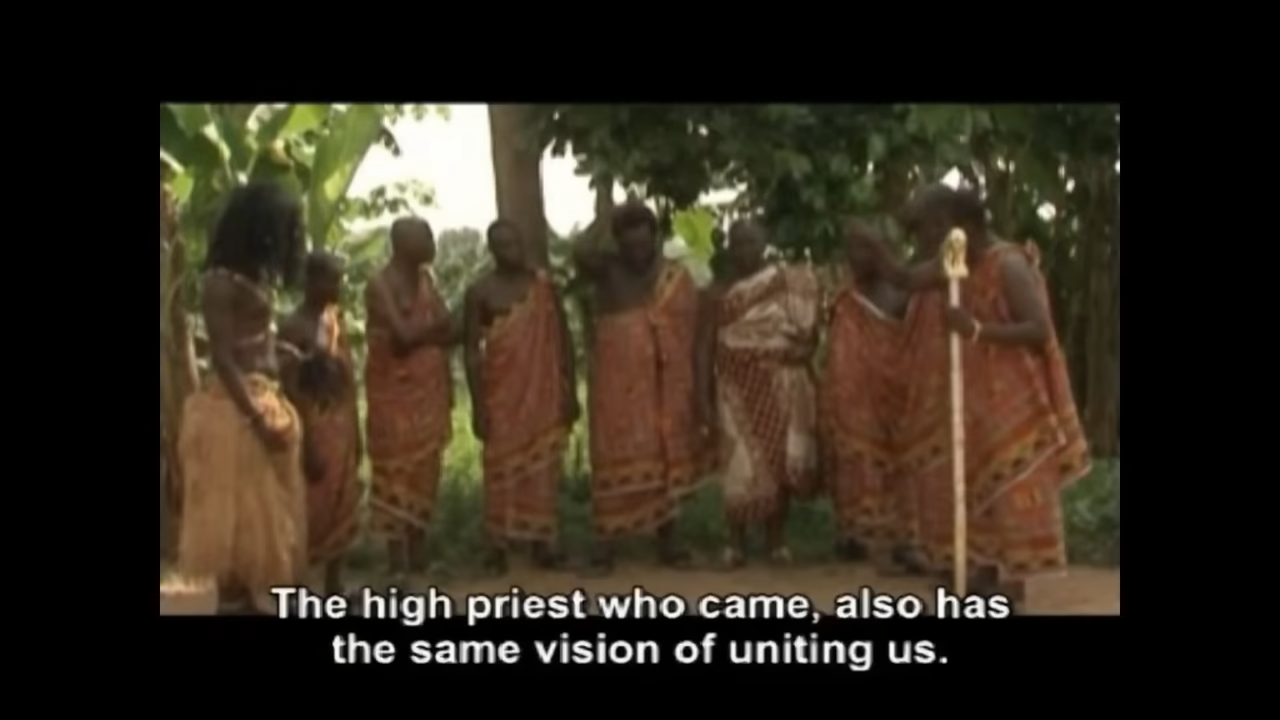 The high priest who came, also has
the same vision of uniting us.